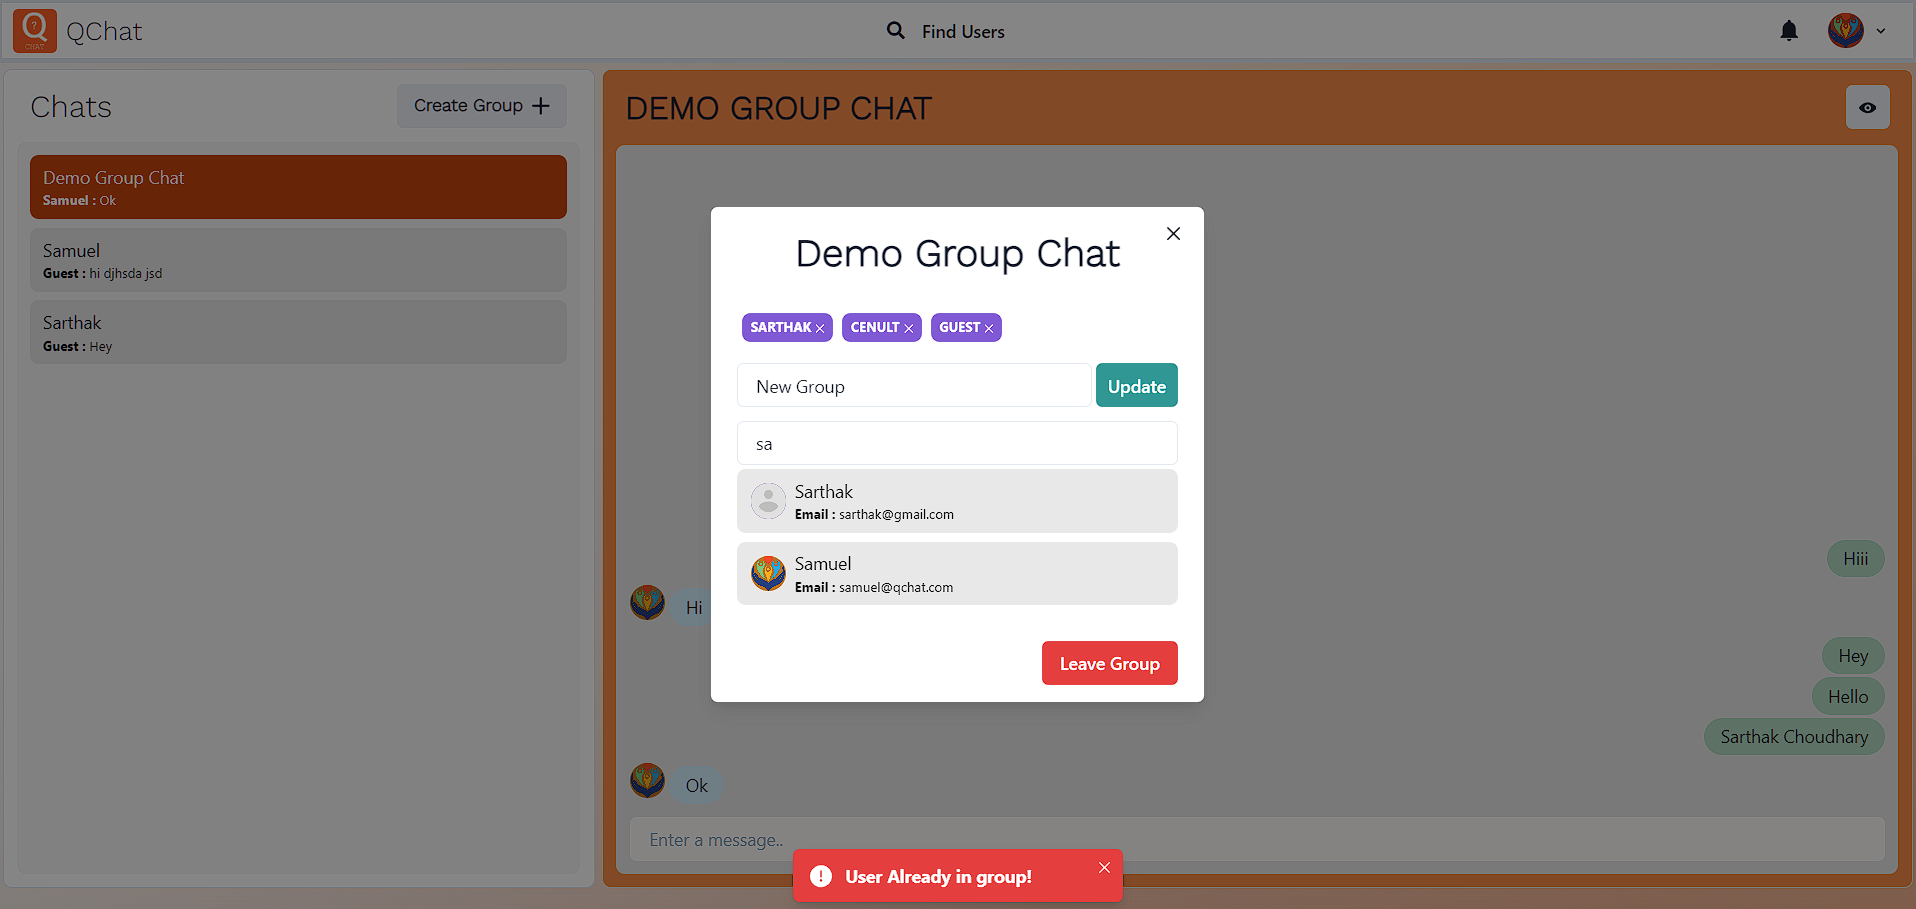 Q
?
CHAT
QChat
Find Users
Chats
Create Group
DEMO GROUP CHAT
Demo Group Chat
Samuel : Ok
Samuel
Guest : hi djhsda jsd
Sarthak
Guest : Hey
Demo Group Chat
SARTHAK
CENULT
GUEST
New Group
Update
sa
Sarthak
Email : sarthak@gmail.com
Samuel
Email : samuel@qchat.com
Leave Group
Hiii
Hi
Hey
Hello
Sarthak Choudhary
Ok
Enter a message..
User Already in group!